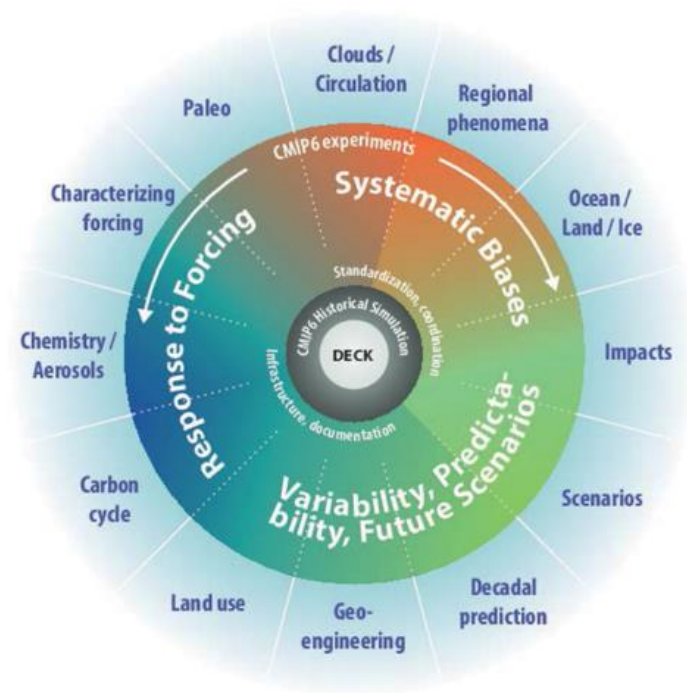 Clouds /
Circulation
Regional
phenomena
Ocean /
Land / Ice
Impacts
Scenarios
Decadal
prediction
Geo-
engineering
Land use
Carbon
cycle
Chemistry /
Aerosols
Characterizing
forcing
Paleo
CMIP6 experiments
Systematic Biases
Variability, Predicta-
bility, Future Scenarios
Response to Forcing
Standardization, coordination
Infrastructure, documentation
CMIP6 Historical Simulation
DECK